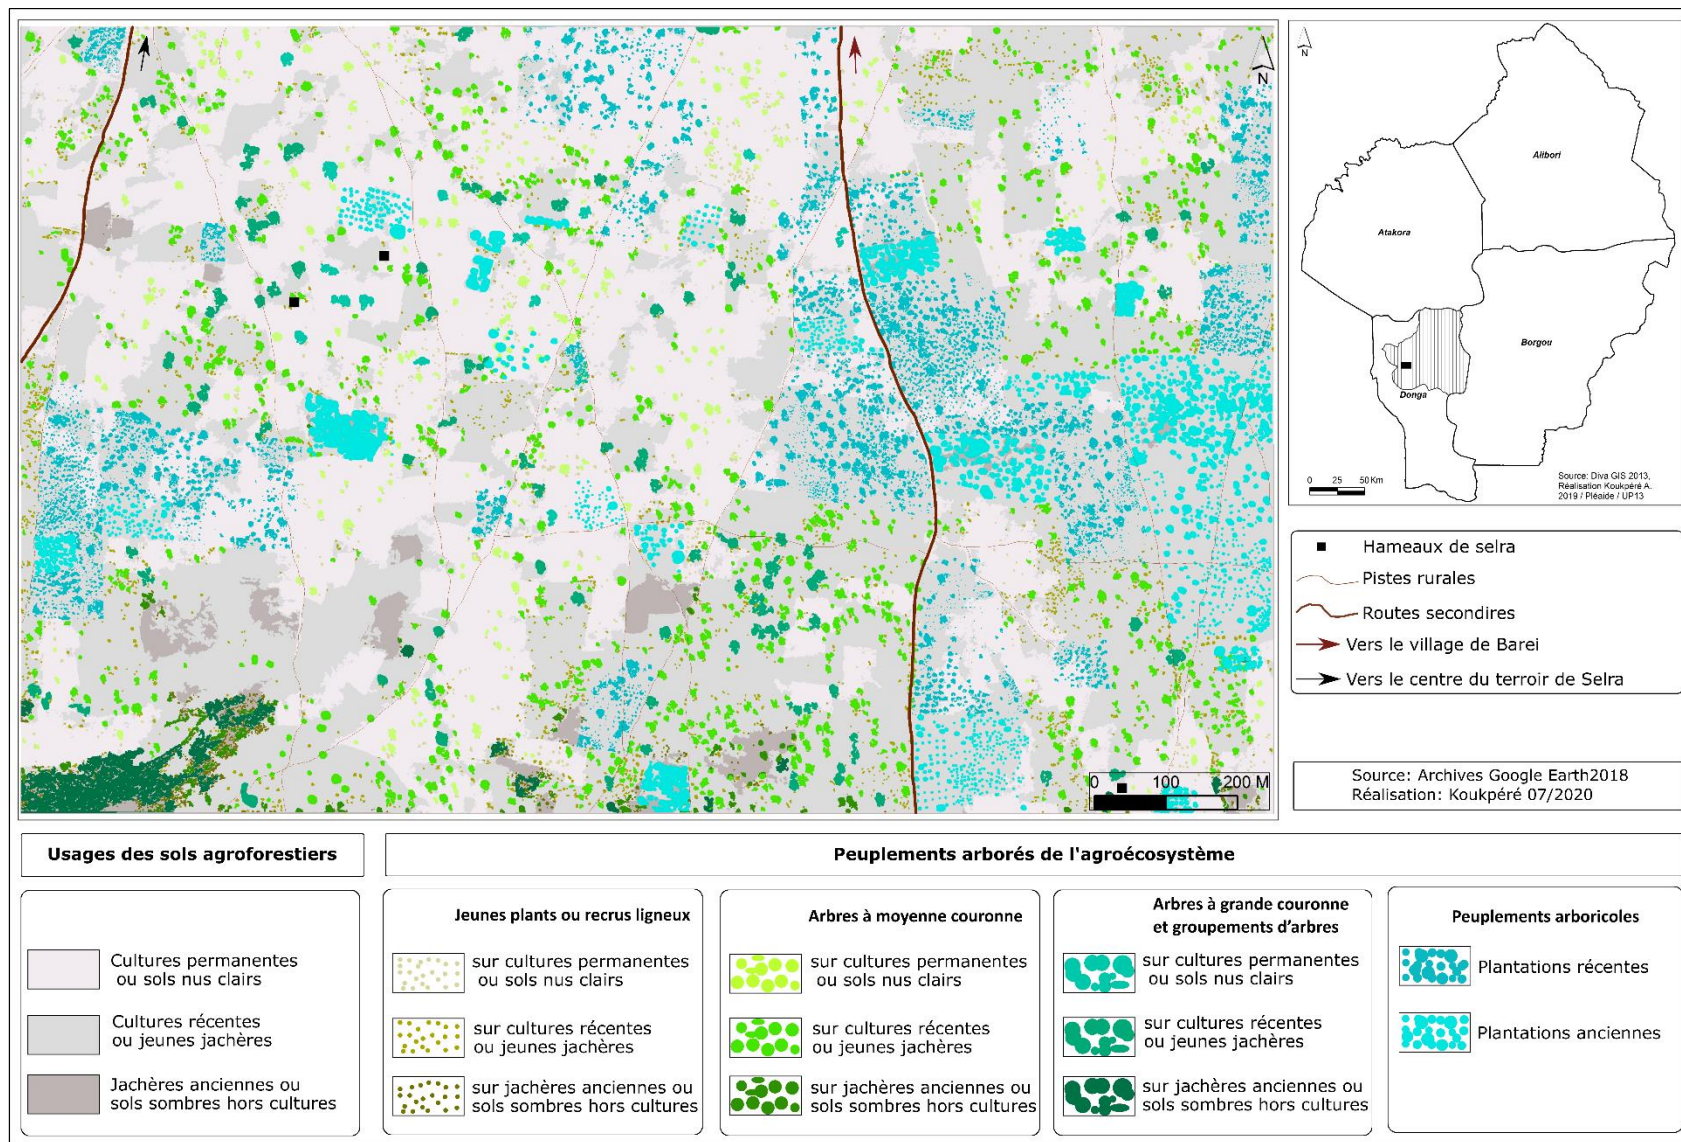 N
N
Alibori
Atakora
Borgou
Donga
0 25 50 Km
Source: Diva GIS 2013,
Réalisation Koukpéré A.
2019 / Pléaide / UP13
Hameaux de selra
Pistes rurales
Routes secondires
Vers le village de Barei
Vers le centre du terroir de Selra
0 100 200 M
Source: Archives Google Earth2018
Réalisation: Koukpéré 07/2020
Usages des sols agroforestiers
Peuplements arborés de l'agroécosystème
Cultures permanentes
ou sols nus clairs
Cultures récentes
ou jeunes jachères
Jachères anciennes ou
sols sombres hors cultures
Jeunes plants ou recrus ligneux
sur cultures permanentes
ou sols nus clairs
sur cultures récentes
ou jeunes jachères
sur jachères anciennes ou
sols sombres hors cultures
Arbres à moyenne couronne
sur cultures permanentes
ou sols nus clairs
sur cultures récentes
ou jeunes jachères
sur jachères anciennes ou
sols sombres hors cultures
Arbres à grande couronne
et groupements d’arbres
sur cultures permanentes
ou sols nus clairs
sur cultures récentes
ou jeunes jachères
sur jachères anciennes ou
sols sombres hors cultures
Peuplements arboricoles
Plantations récentes
Plantations anciennes